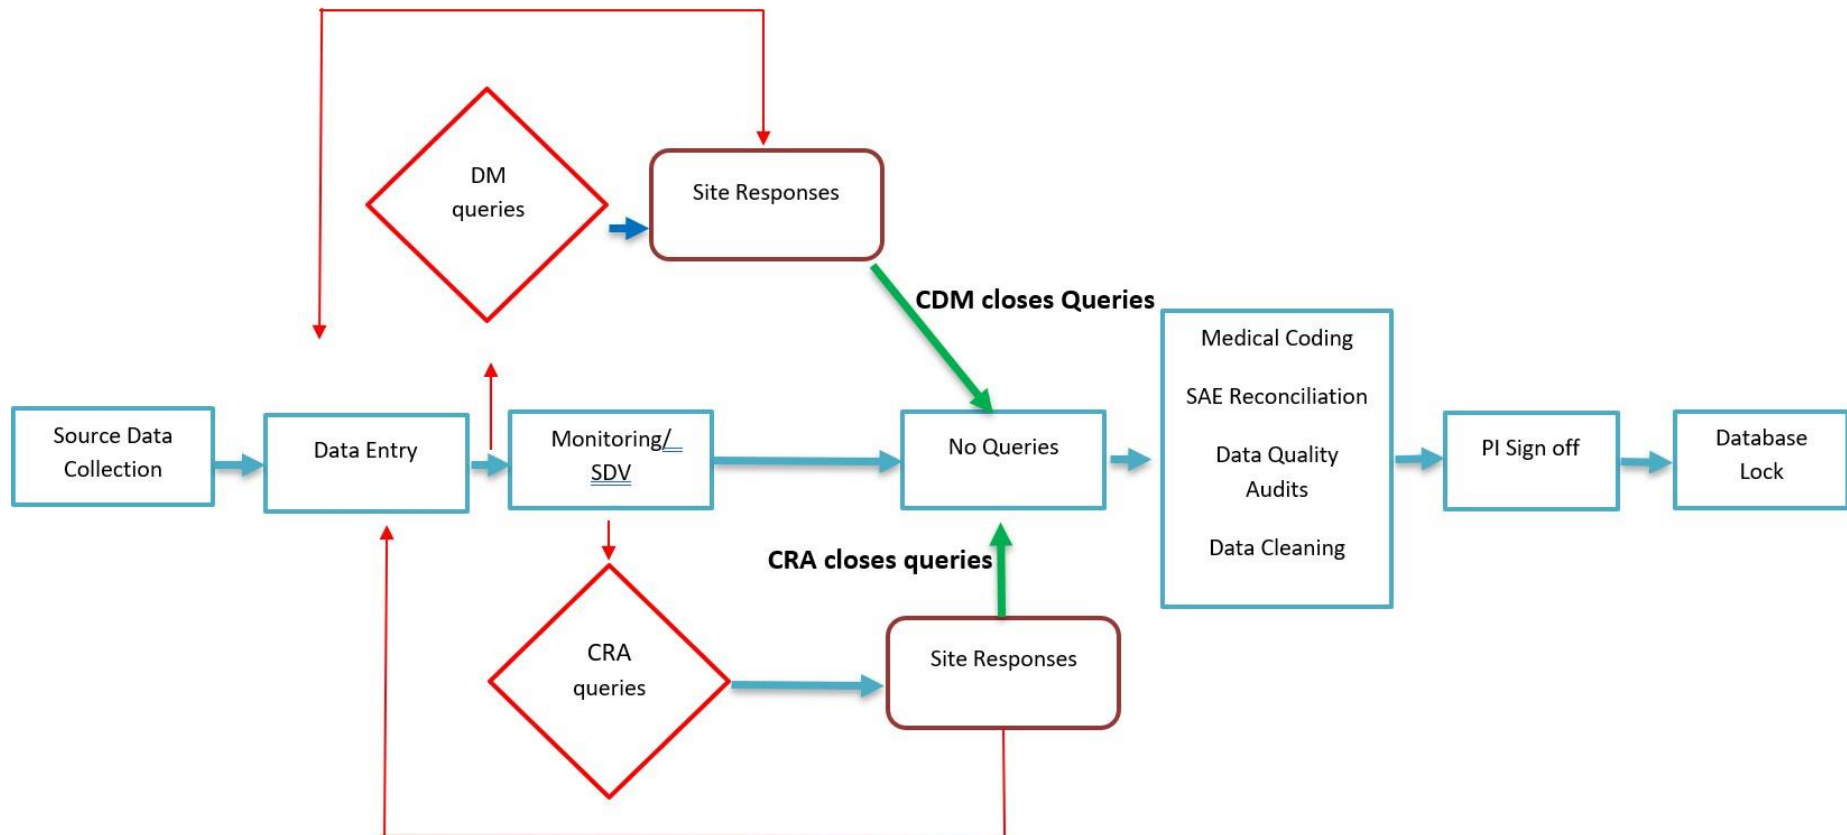 DM
queries
Site Responses
CDM closes Queries
Medical Coding
SAE Reconciliation
Data Quality
Audits
Data Cleaning
Source Data
Collection
Data Entry
Monitoring/
SDV
No Queries
PI Sign off
Database
Lock
CRA closes queries
CRA
queries
Site Responses